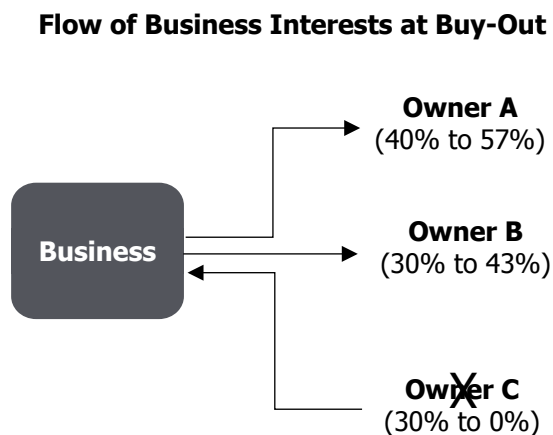 Flow of Business Interests at Buy-Out
Owner A
(40% to 57%)
Business
Owner B
(30% to 43%)
Owner C
(30% to 0%)